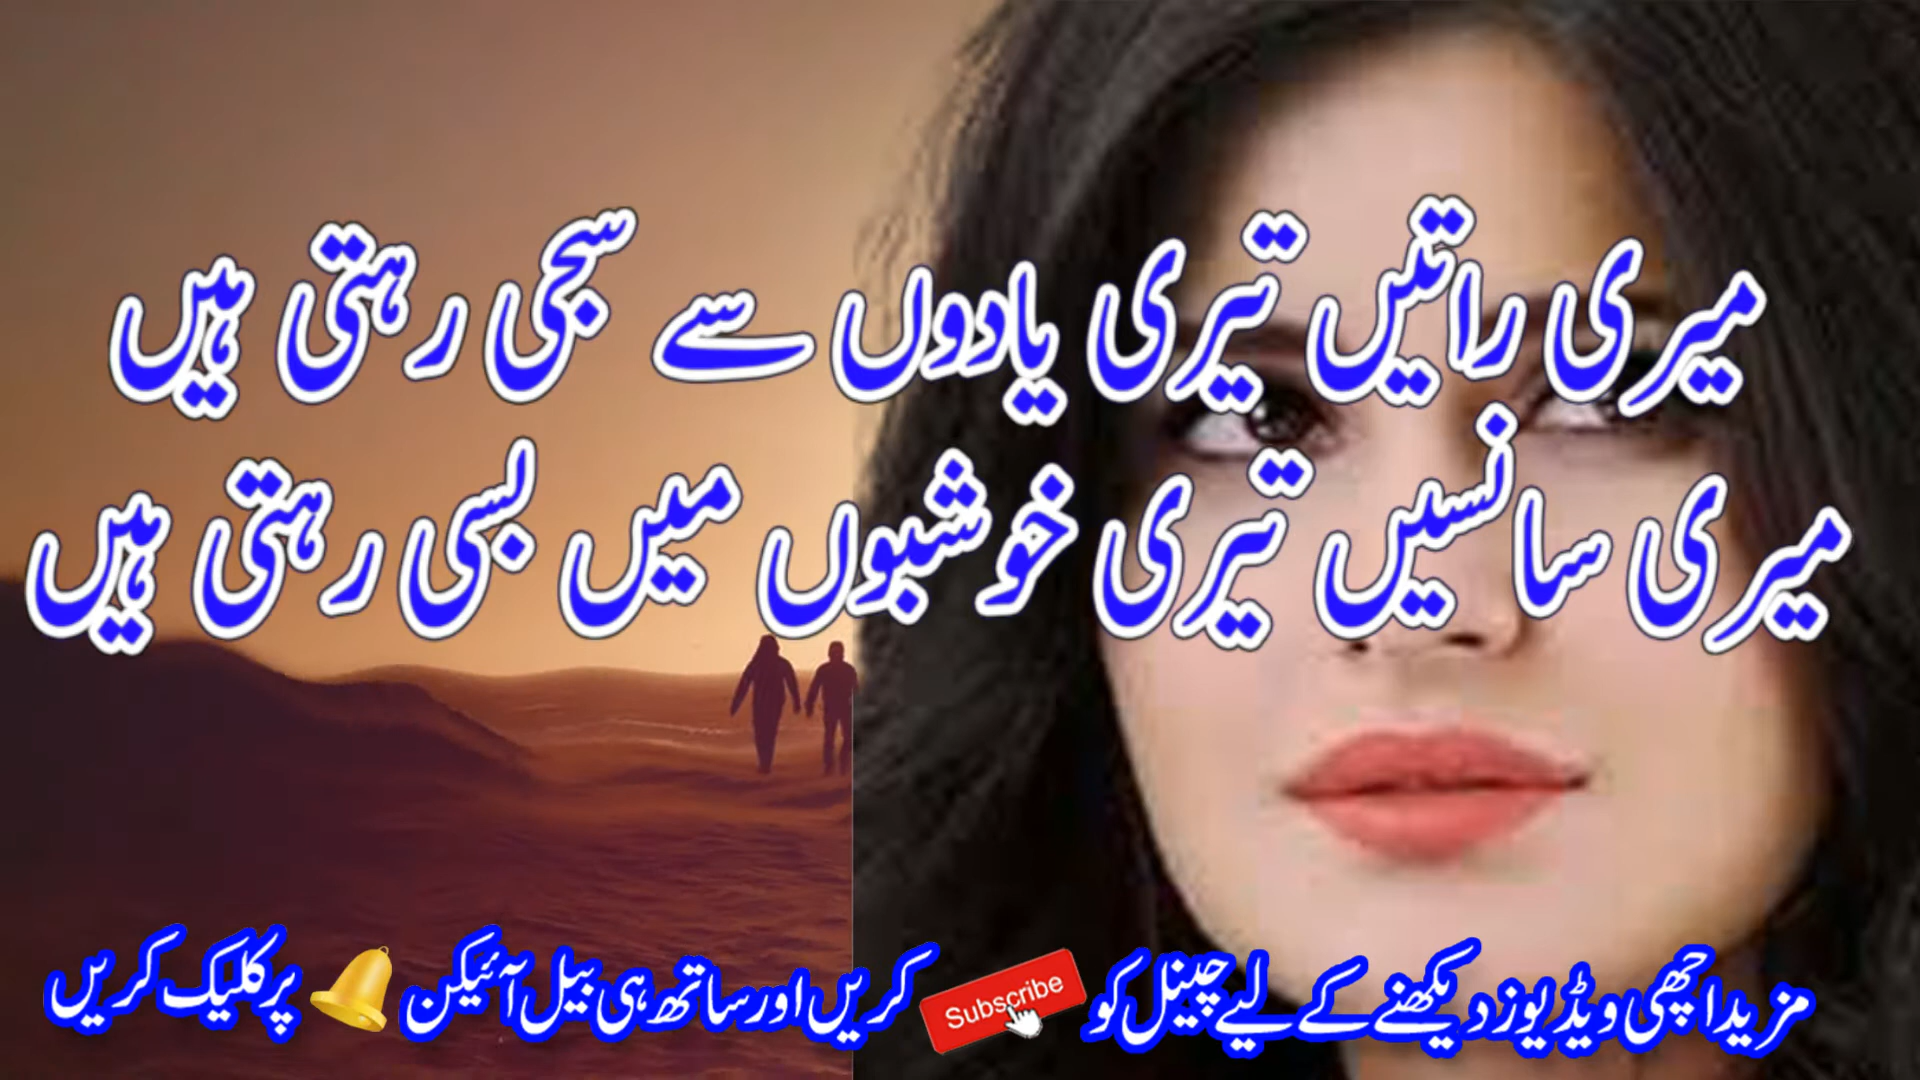 میری راتیں تیری یادوں سے سجی رہتی ہیں
میری سانسیں تیری خوشبوں میں بسی رہتی ہیں
مزید اچھی ویڈیوز دیکھنے کے لیے چینل کو Subscribe کریں اور ساتھ ہی بیل آئیکن پر کلیک کریں